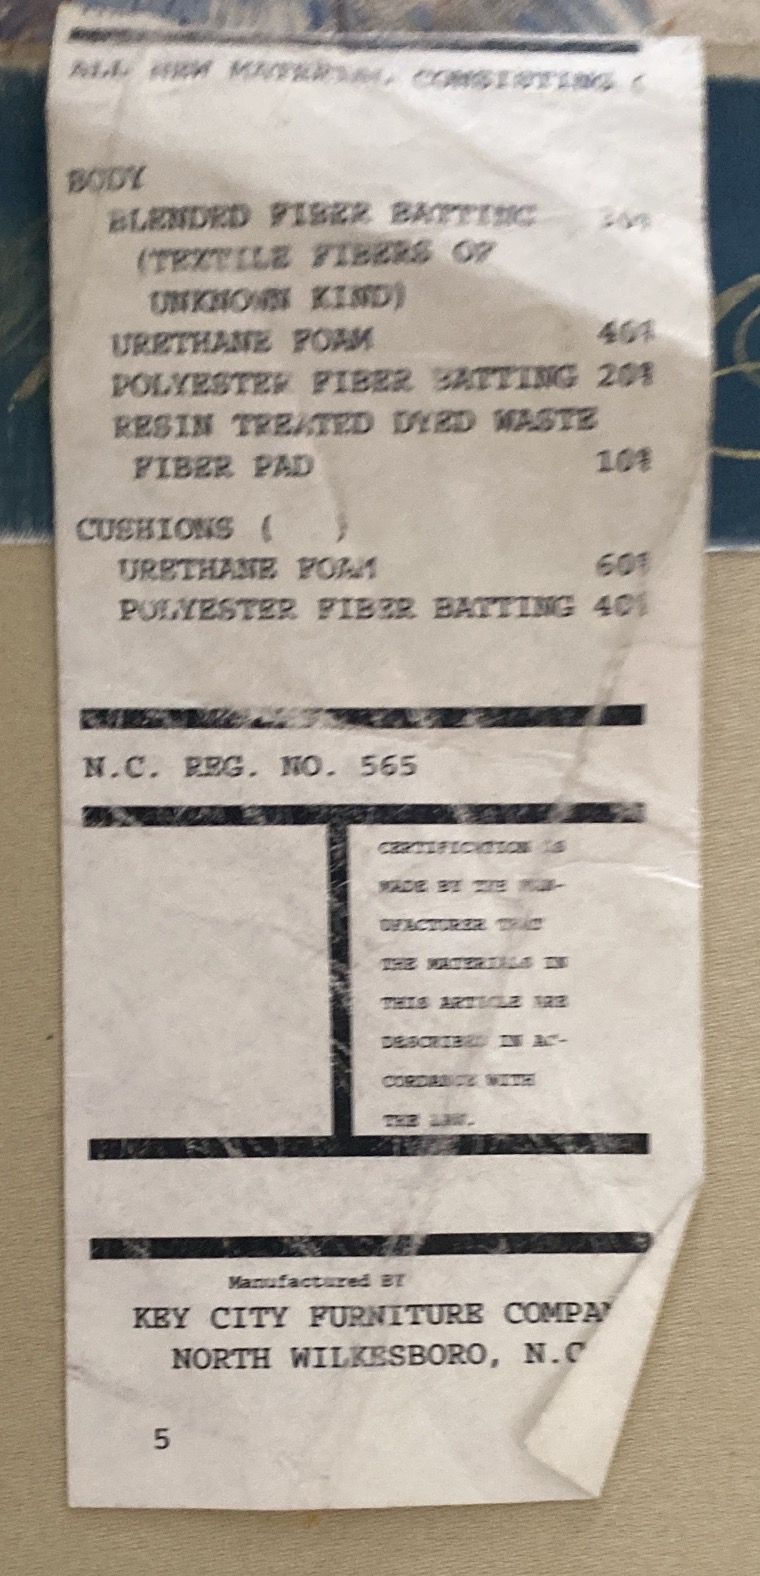 ALL NEW MATERIAL, CONSISTING
BODY
BLENDED FIBER BATTING 30%
(TEXTILE FIBERS OF
UNKNOWN KIND)
URETHANE FOAM 40%
POLYESTER FIBER BATTING 20%
RESIN TREATED DYED WASTE
FIBER PAD 10%
CUSHIONS ( )
URETHANE FOAM 60%
POLYESTER FIBER BATTING 40%
N.C. REG. NO. 565
CERTIFICATION IS
MADE BY THE MAN-
UFACTURER THAT
THE MATERIALS IN
THIS ARTICLE ARE
DESCRIBED IN AC-
CORDANCE WITH
THE LAW.
Manufactured BY
KEY CITY FURNITURE COMPAN
NORTH WILKESBORO, N.C
5